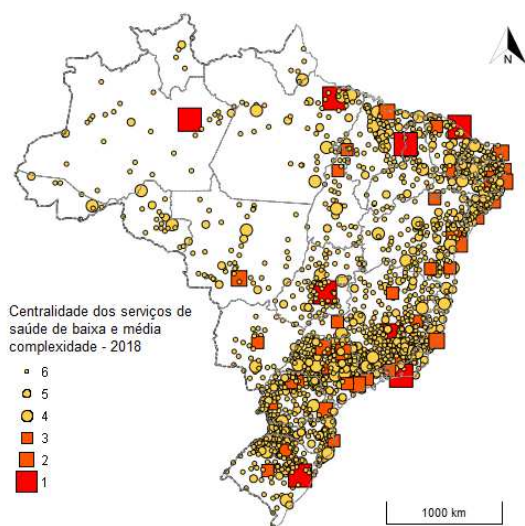 N
Centralidade dos serviços de
saúde de baixa e média
complexidade - 2018
6
5
4
3
2
1
1000 km